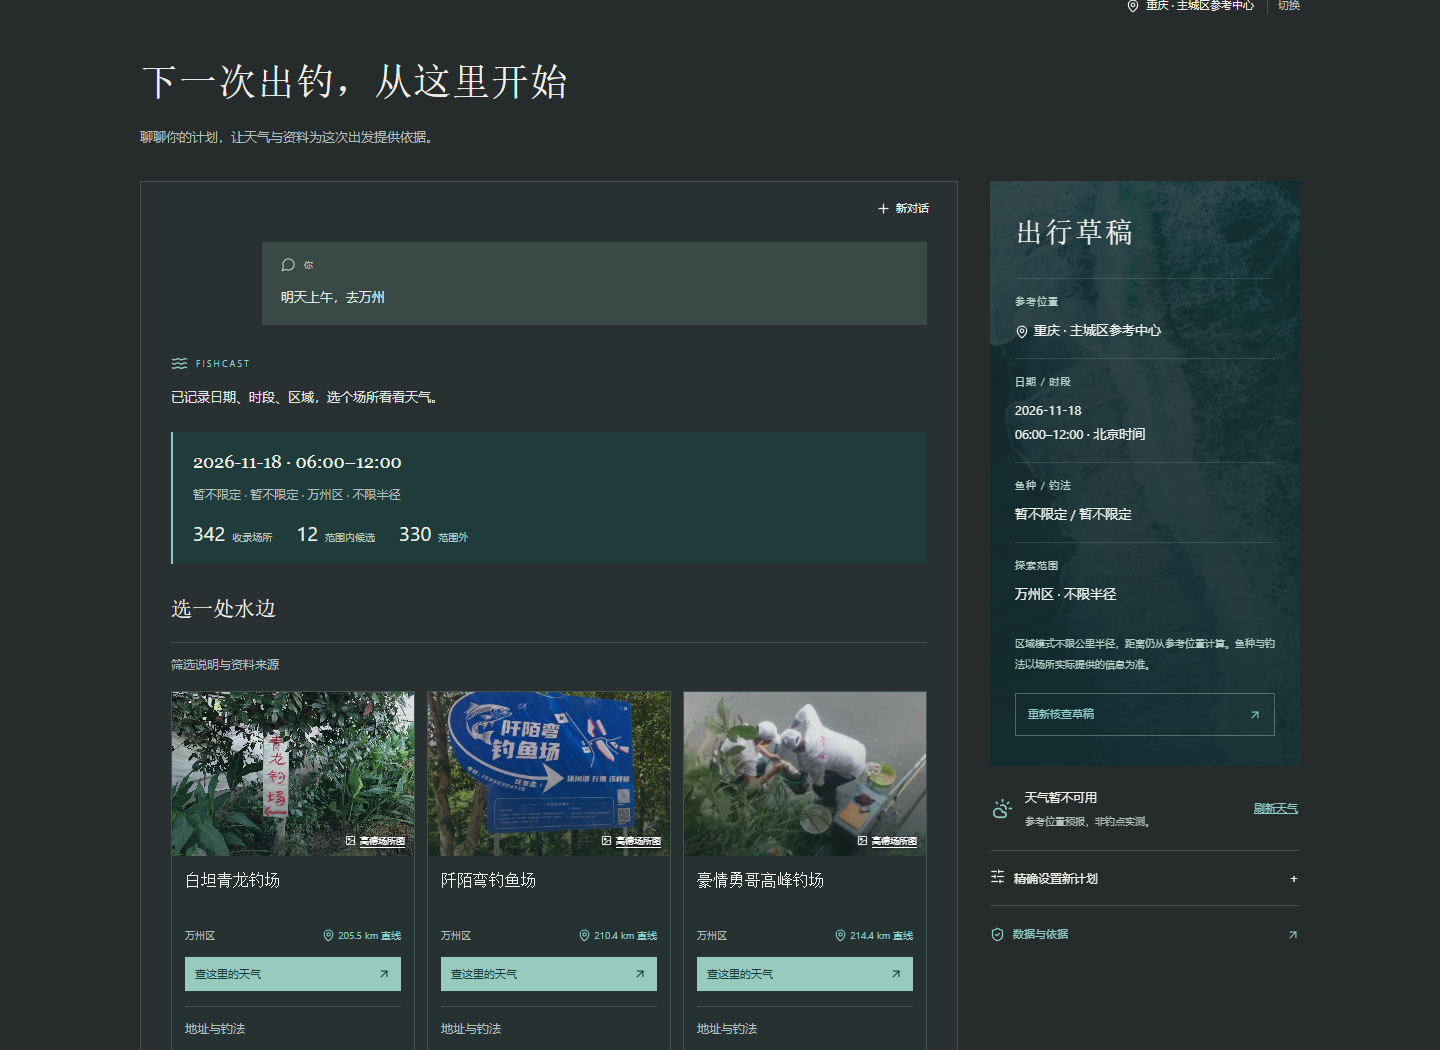 重庆 · 主城区参考中心
切换
下一次出钓，从这里开始
聊聊你的计划，让天气与资料为这次出发提供依据。
新对话
你
明天上午，去万州
FISHCAST
已记录日期、时段、区域，选个场所看看天气。
2026-11-18 · 06:00–12:00
暂不限定 · 暂不限定 · 万州区 · 不限半径
342 收录场所 12 范围内候选 330 范围外
选一处水边
筛选说明与资料来源
青龙钓场
高德场所图
阡陌弯
钓鱼场
高德场所图
高德场所图
白坦青龙钓场
万州区
205.5 km 直线
查这里的天气
地址与钓法
阡陌弯钓鱼场
万州区
210.4 km 直线
查这里的天气
地址与钓法
豪情勇哥高峰钓场
万州区
214.4 km 直线
查这里的天气
地址与钓法
出行草稿
参考位置
重庆 · 主城区参考中心
日期 / 时段
2026-11-18
06:00–12:00 · 北京时间
鱼种 / 钓法
暂不限定 / 暂不限定
探索范围
万州区 · 不限半径
区域模式不限公里半径，距离仍从参考位置计算。鱼种与钓
法以场所实际提供的信息为准。
重新核查草稿
天气暂不可用
参考位置预报，非钓点实测。
刷新天气
精确设置新计划
+
数据与依据